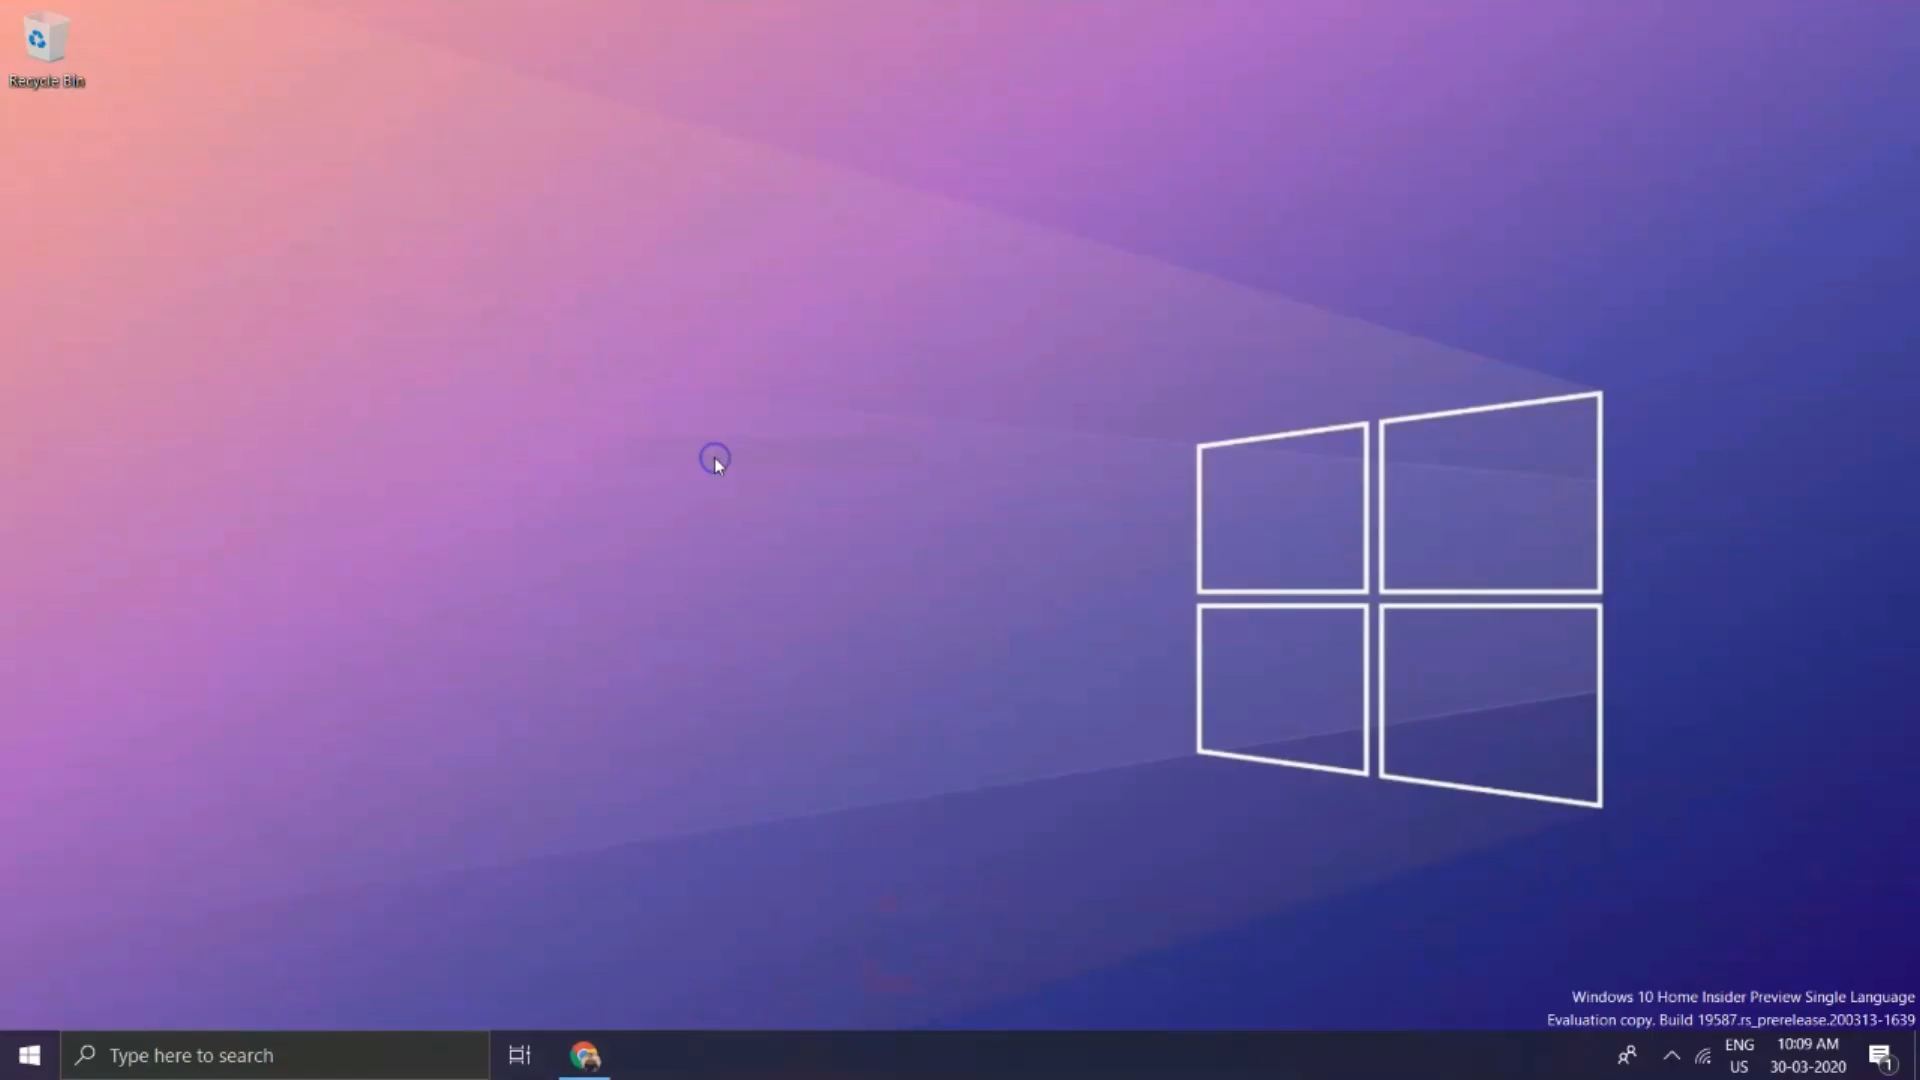 Recycle Bin
Windows 10 Home Insider Preview Single Language
Evaluation copy. Build 19587.rs_prerelease.200313-1639
Type here to search
ENG
US
10:09 AM
30-03-2020
1